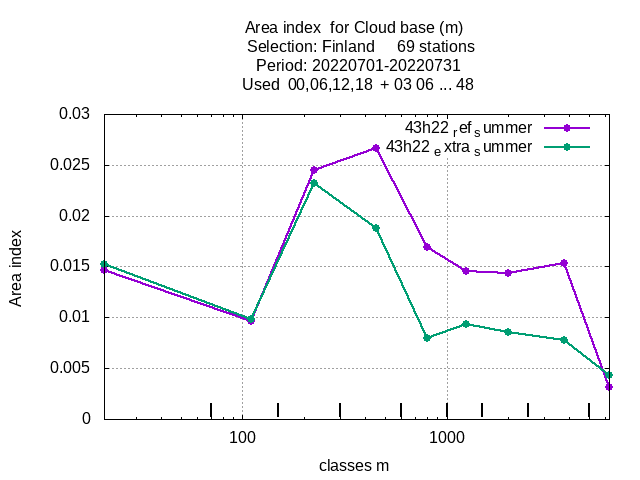 Area index  for Cloud base (m)
Selection: Finland     69 stations
Period: 20220701-20220731
Used  00,06,12,18  + 03 06 ... 48
0.03
0.025
0.02
0.015
0.01
0.005
0
Area index
43h22 ref summer
43h22 extra summer
100
1000
classes m